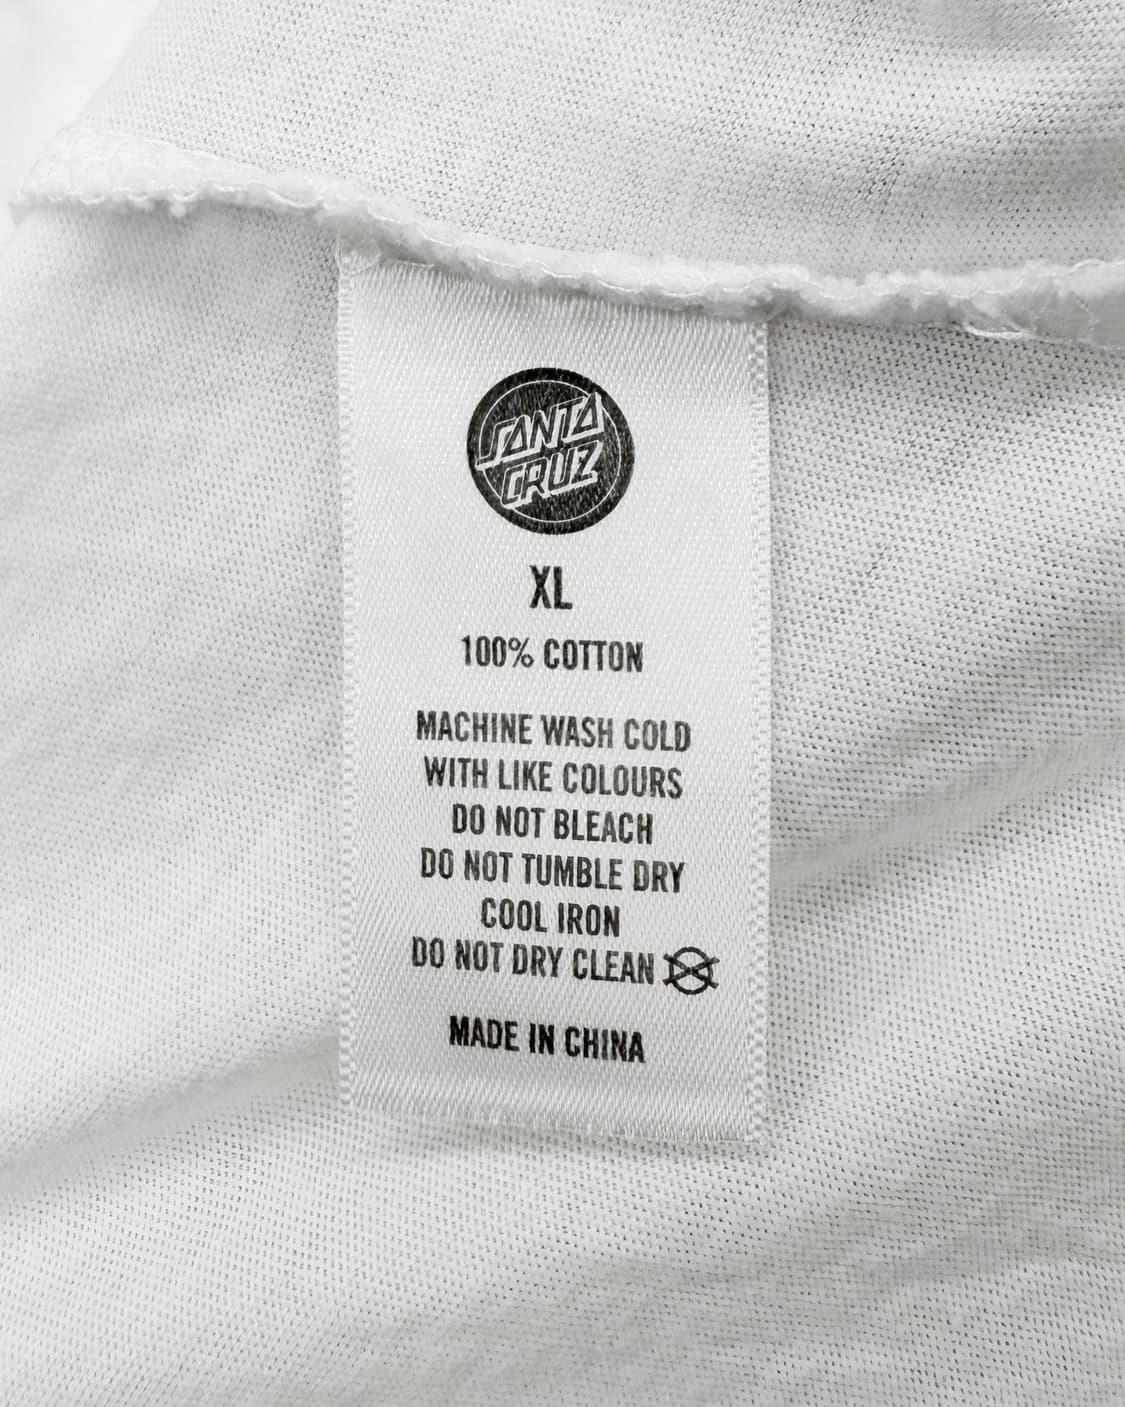 SANTA
CRUZ
XL
100% COTTON
MACHINE WASH COLD
WITH LIKE COLOURS
DO NOT BLEACH
DO NOT TUMBLE DRY
COOL IRON
DO NOT DRY CLEAN
MADE IN CHINA